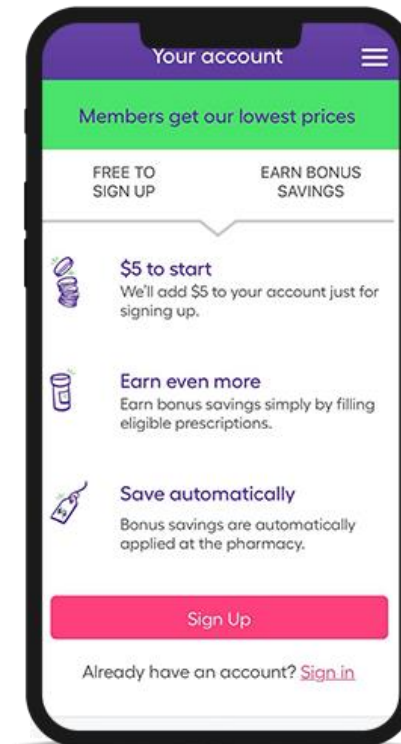 Your account
Members get our lowest prices
FREE TO
SIGN UP
EARN BONUS
SAVINGS
$5 to start
We'll add $5 to your account just for
signing up.
Earn even more
Earn bonus savings simply by filling
eligible prescriptions.
Save automatically
Bonus savings are automatically
applied at the pharmacy.
Sign Up
Already have an account? Sign in